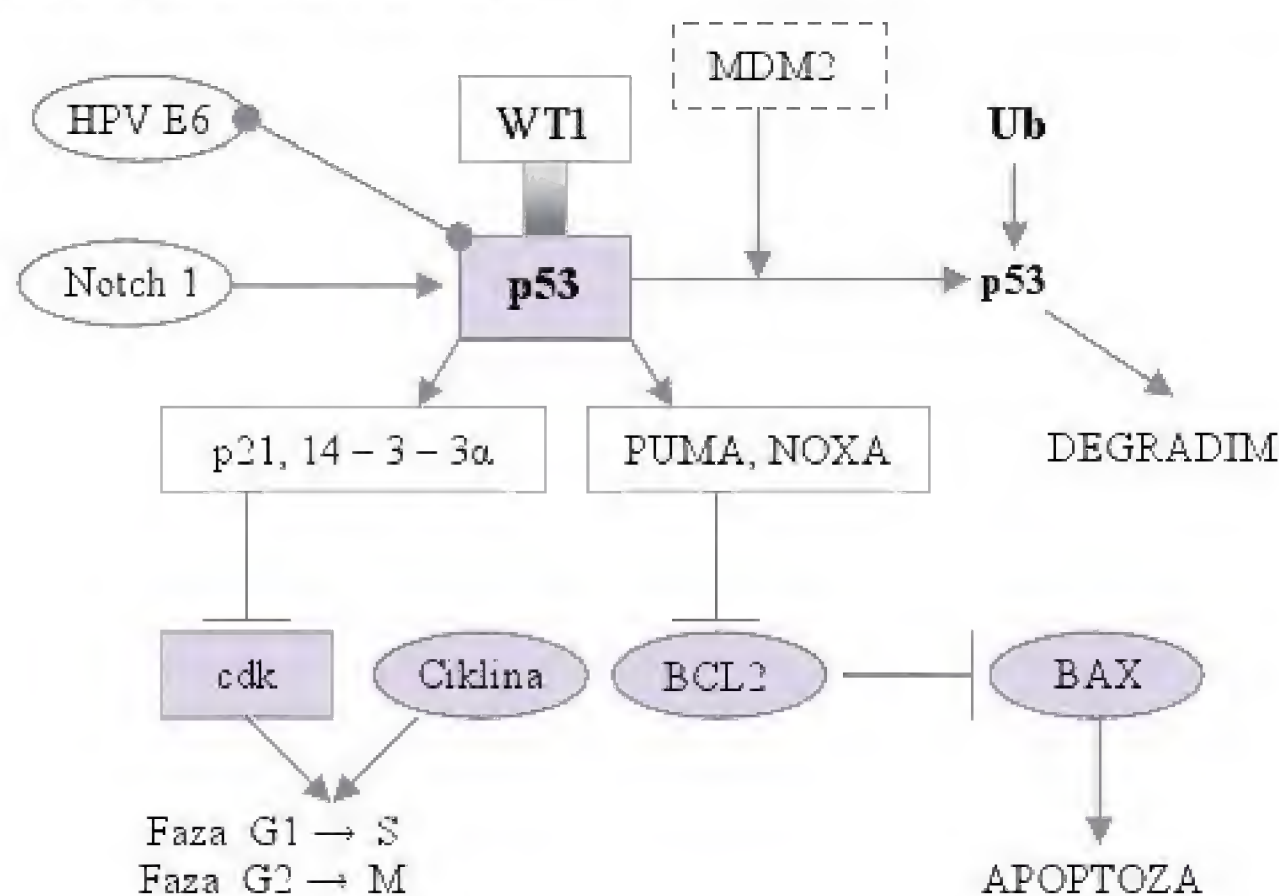 MDM2
HPV E6
WT1
Ub
Notch 1
p53
p53
p21, 14 – 3 – 3α
PUMA, NOXA
DEGRADIM
cdk
Ciklina
BCL2
BAX
Faza G1 → S
Faza G2 → M
APOPTOZA